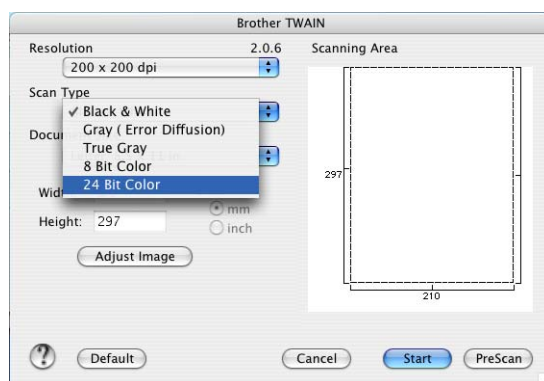 Brother TWAIN
Resolution 2.0.6
200 x 200 dpi
Scan Type
✓ Black & White
Gray ( Error Diffusion)
True Gray
8 Bit Color
24 Bit Color
Height: 297
mm
inch
Adjust Image
Scanning Area
297
210
? Default Cancel Start PreScan